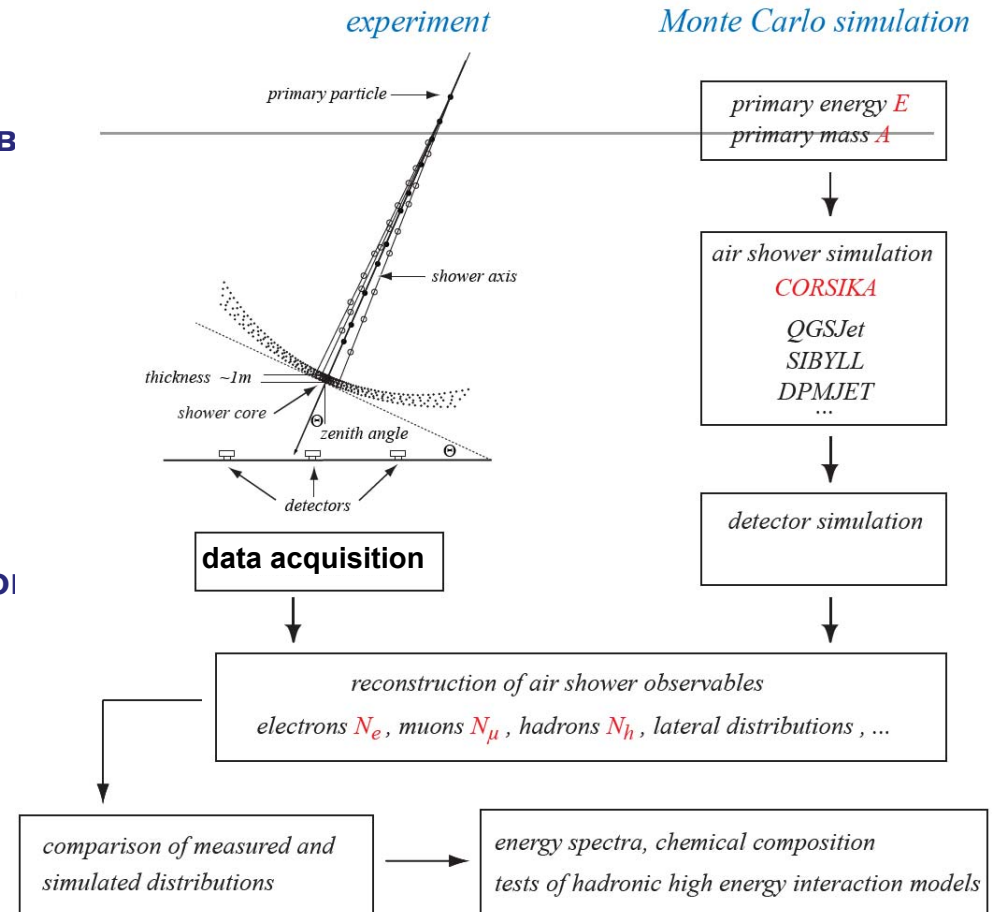 experiment
Monte Carlo simulation
primary particle
primary energy E
primary mass A
B
air shower simulation
CORSIKA
QGSJet
SIBYLL
DPMJET
...
shower axis
thickness ~1m
shower core
Θ
zenith angle
Θ
detectors
detector simulation
data acquisition
reconstruction of air shower observables
electrons Nₑ , muons N_μ , hadrons Nₕ , lateral distributions , ...
comparison of measured and
simulated distributions
energy spectra, chemical composition
tests of hadronic high energy interaction models